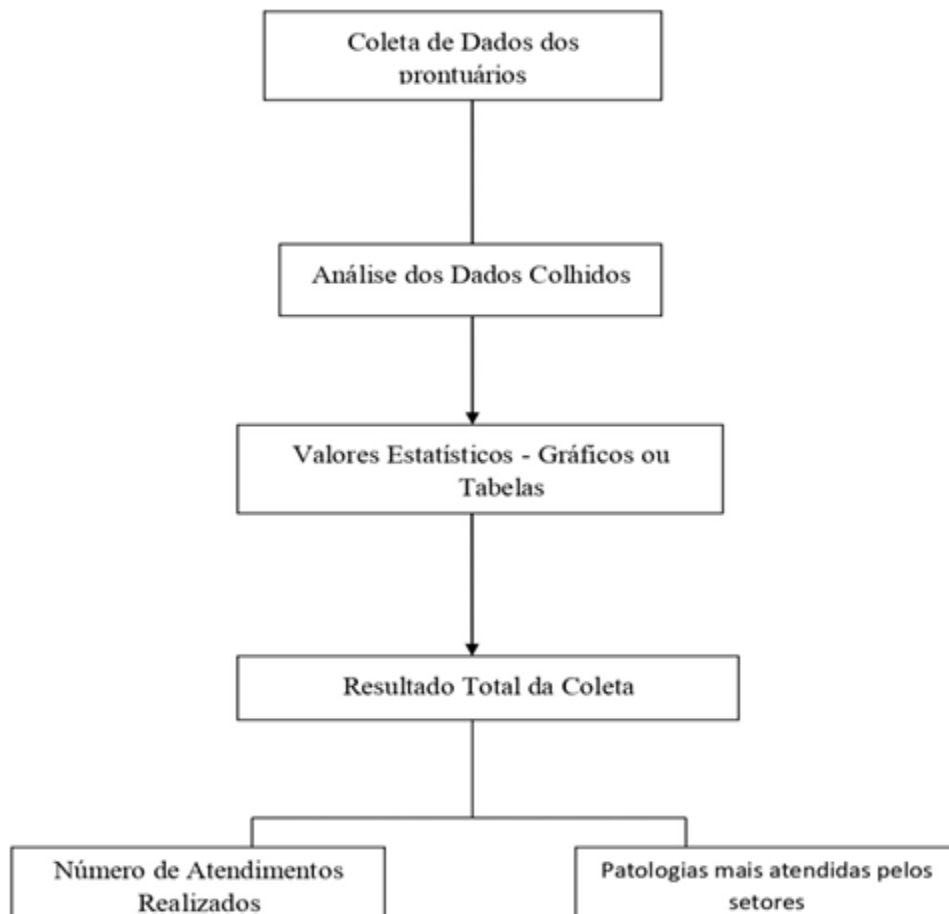 Coleta de Dados dos
prontuários
Análise dos Dados Colhidos
Valores Estatísticos - Gráficos ou
Tabelas
Resultado Total da Coleta
Número de Atendimentos
Realizados
Patologias mais atendidas pelos
setores